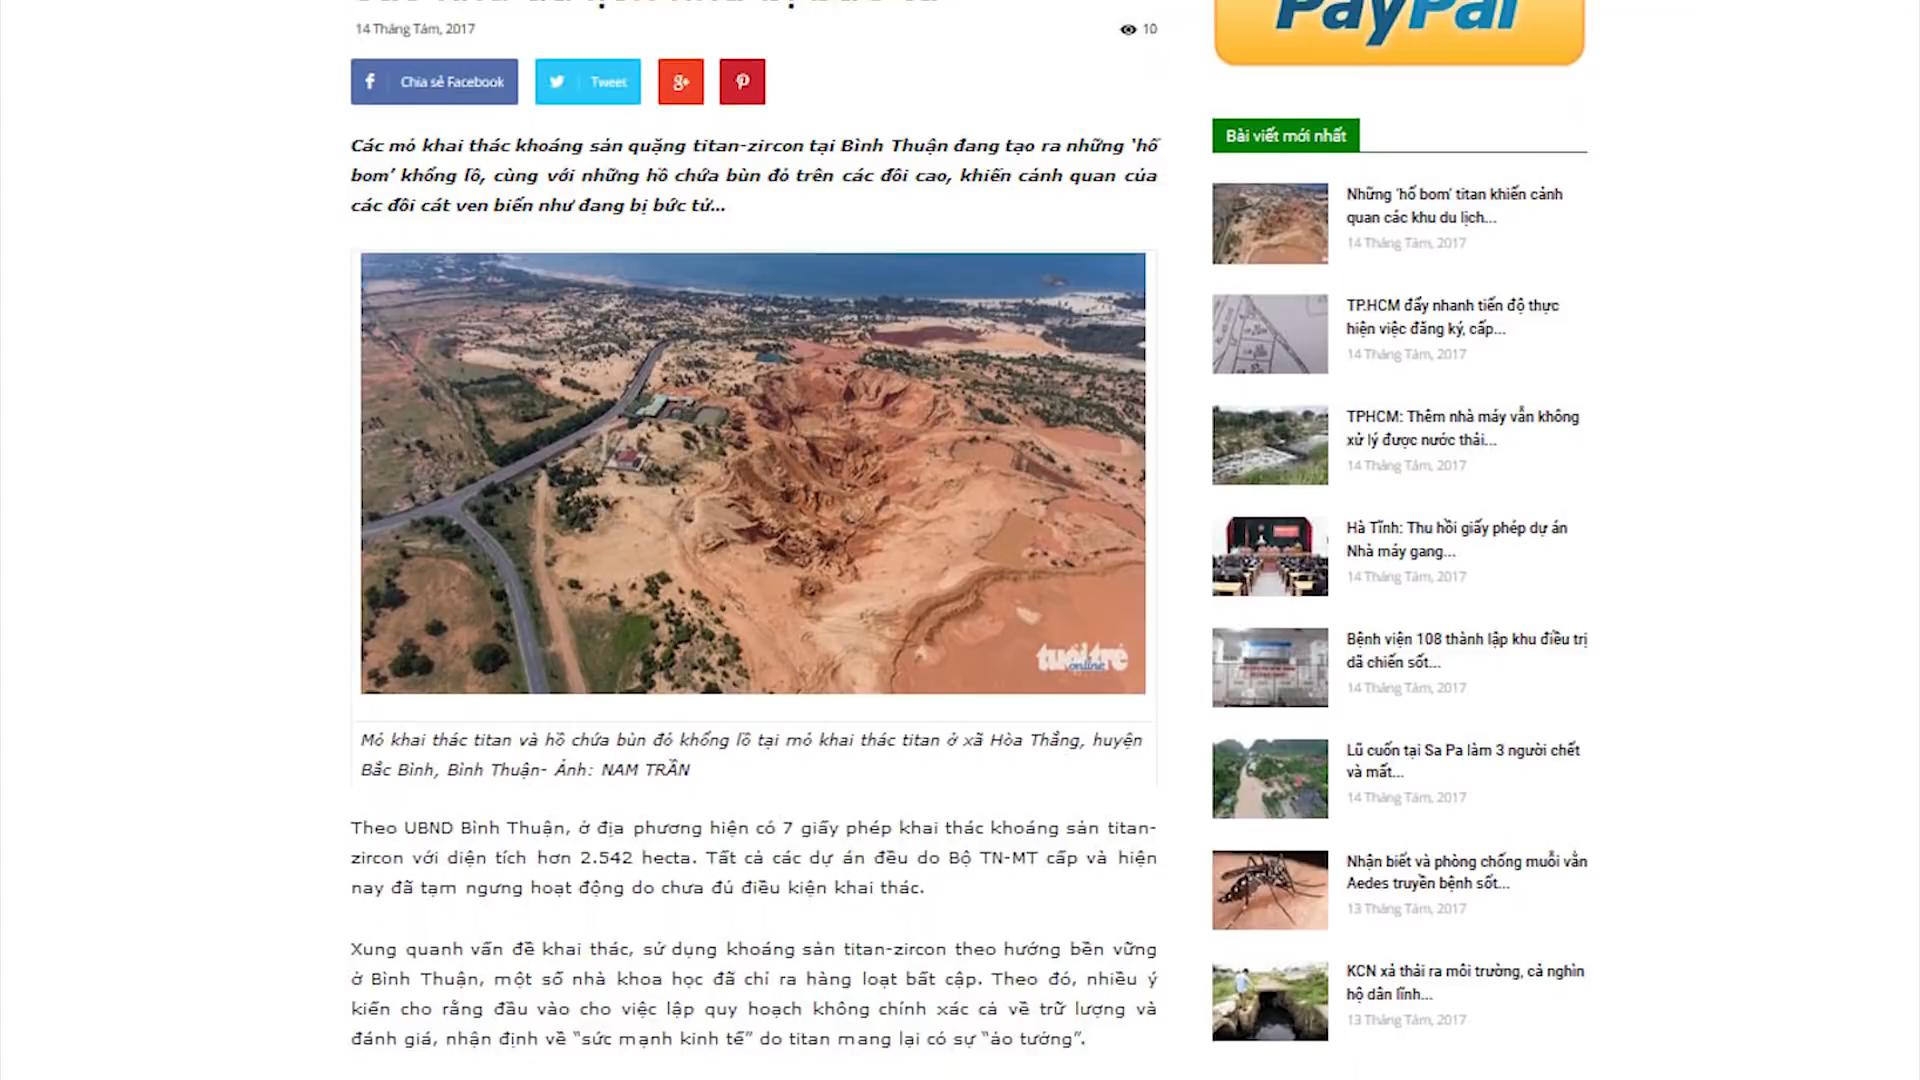 PayPal
14 Tháng Tám, 2017
10
Chia sẻ Facebook
Tweet
Các mỏ khai thác khoáng sản quặng titan-zircon tại Bình Thuận đang tạo ra những ‘hố
bom’ khổng lồ, cùng với những hồ chứa bùn đỏ trên các đồi cao, khiến cảnh quan của
các đồi cát ven biển như đang bị bức tử...
tuổi trẻ
online
Mỏ khai thác titan và hồ chứa bùn đỏ khổng lồ tại mỏ khai thác titan ở xã Hòa Thắng, huyện
Bắc Bình, Bình Thuận- Ảnh: NAM TRẦN
Theo UBND Bình Thuận, ở địa phương hiện có 7 giấy phép khai thác khoáng sản titan-
zircon với diện tích hơn 2.542 hecta. Tất cả các dự án đều do Bộ TN-MT cấp và hiện
nay đã tạm ngưng hoạt động do chưa đủ điều kiện khai thác.
Xung quanh vấn đề khai thác, sử dụng khoáng sản titan-zircon theo hướng bền vững
ở Bình Thuận, một số nhà khoa học đã chỉ ra hàng loạt bất cập. Theo đó, nhiều ý
kiến cho rằng đầu vào cho việc lập quy hoạch không chính xác cả về trữ lượng và
đánh giá, nhận định về “sức mạnh kinh tế” do titan mang lại có sự “ảo tưởng”.
Bài viết mới nhất
Những ‘hố bom’ titan khiến cảnh
quan các khu du lịch...
14 Tháng Tám, 2017
TP.HCM đẩy nhanh tiến độ thực
hiện việc đăng ký, cấp...
14 Tháng Tám, 2017
TPHCM: Thêm nhà máy vẫn không
xử lý được nước thải...
14 Tháng Tám, 2017
Hà Tĩnh: Thu hồi giấy phép dự án
Nhà máy gang...
14 Tháng Tám, 2017
Bệnh viện 108 thành lập khu điều trị
dã chiến sốt...
14 Tháng Tám, 2017
Lũ cuốn tại Sa Pa làm 3 người chết
và mất...
14 Tháng Tám, 2017
Nhận biết và phòng chống muỗi vằn
Aedes truyền bệnh sốt...
13 Tháng Tám, 2017
KCN xả thải ra môi trường, cả nghìn
hộ dân lĩnh...
13 Tháng Tám, 2017